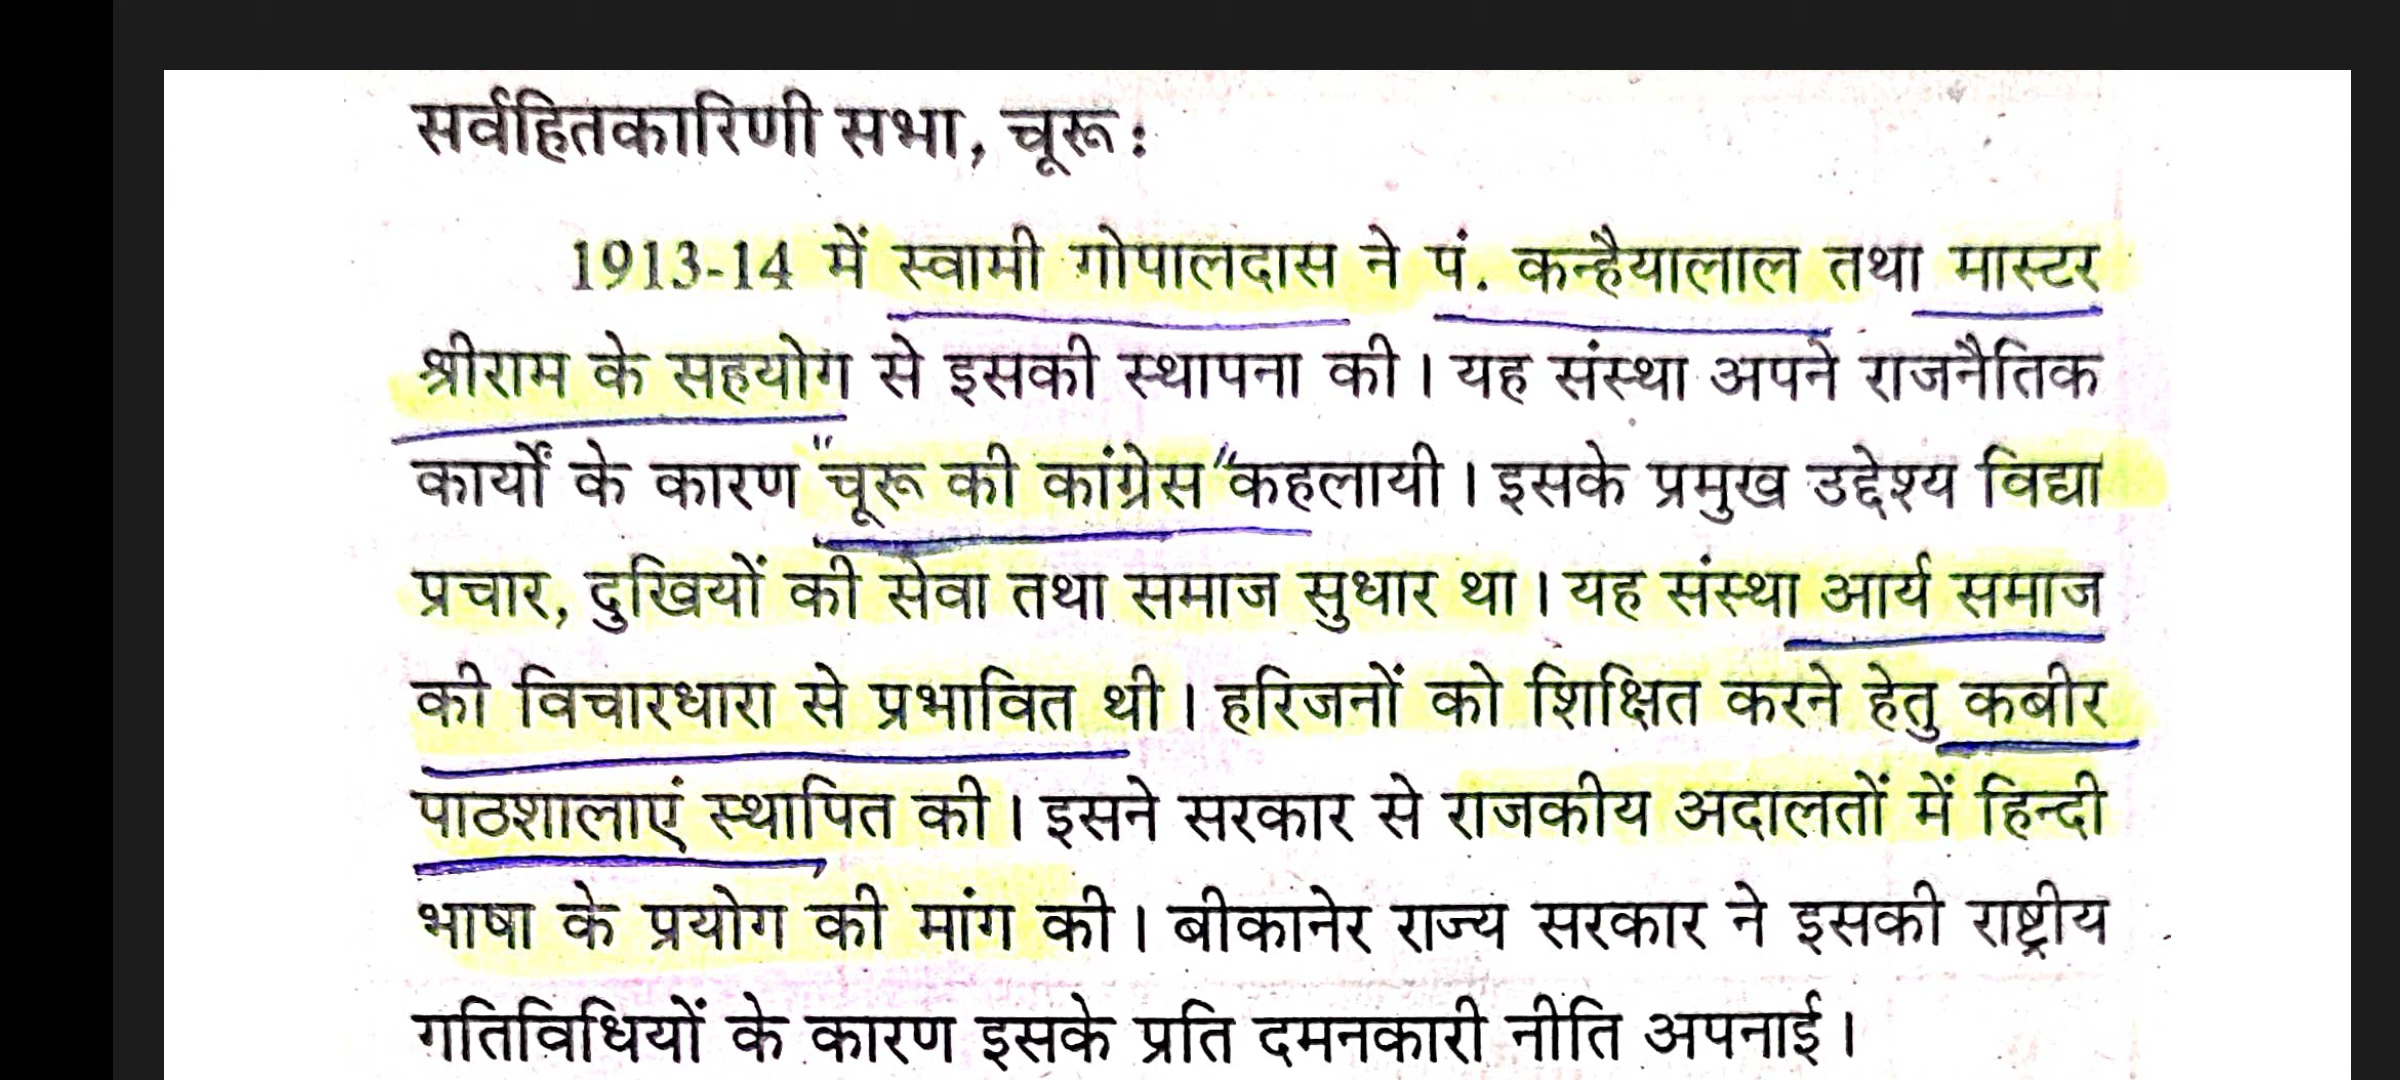 सर्वहितकारिणी सभा, चूरू :
1913-14 में स्वामी गोपालदास ने पं. कन्हैयालाल तथा मास्टर
श्रीराम के सहयोग से इसकी स्थापना की। यह संस्था अपने राजनैतिक
कार्यों के कारण "चूरू की कांग्रेस" कहलायी। इसके प्रमुख उद्देश्य विद्या
प्रचार, दुखियों की सेवा तथा समाज सुधार था। यह संस्था आर्य समाज
की विचारधारा से प्रभावित थी। हरिजनों को शिक्षित करने हेतु कबीर
पाठशालाएं स्थापित की। इसने सरकार से राजकीय अदालतों में हिन्दी
भाषा के प्रयोग की मांग की। बीकानेर राज्य सरकार ने इसकी राष्ट्रीय
गतिविधियों के कारण इसके प्रति दमनकारी नीति अपनाई।